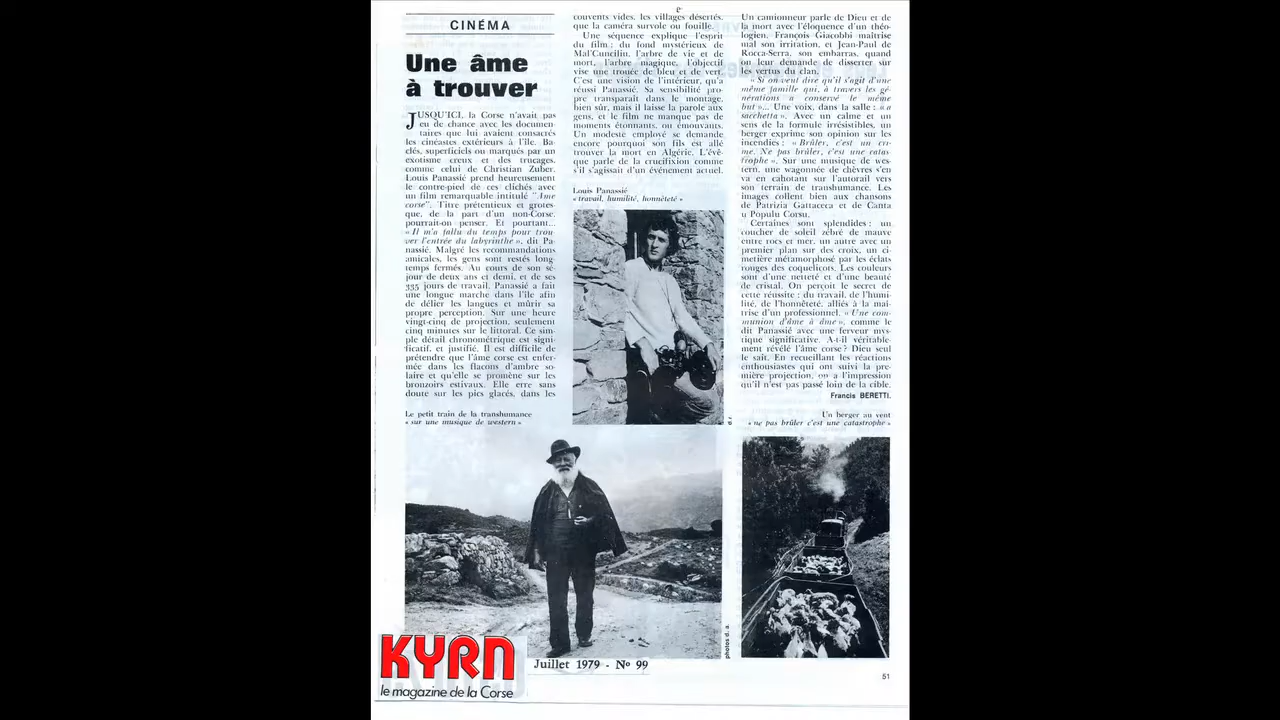 CINÉMA
Une âme
à trouver
JUSQU'ICI, la Corse n'avait pas
eu de chance avec les documen-
taires que lui avaient consacrés
les cinéastes extérieurs à l'île. Ba-
clés, superficiels ou marqués par un
exotisme creux et des trucages,
comme celui de Christian Zuber.
Louis Panassié prend heureusement
le contre-pied de ces clichés avec
un film remarquable intitulé "Ame
corse". Titre prétentieux et grotes-
que, de la part d'un non-Corse,
pourrait-on penser. Et pourtant...
« Il m'a fallu du temps pour trou-
ver l'entrée du labyrinthe », dit Pa-
nassié. Malgré les recommandations
amicales, les gens sont restés long-
temps fermés. Au cours de son sé-
jour de deux ans et demi, et de ses
335 jours de travail, Panassié a fait
une longue marche dans l'île afin
de délier les langues et mûrir sa
propre perception. Sur une heure
vingt-cinq de projection, seulement
cinq minutes sur le littoral. Ce sim-
ple détail chronométrique est signi-
ficatif, et justifié. Il est difficile de
prétendre que l'âme corse est enfer-
mée dans les flacons d'ambre so-
laire et qu'elle se promène sur les
bronzoirs estivaux. Elle erre sans
doute sur les pics glacés, dans les
couvents vides, les villages désertés,
que la caméra survole ou fouille.
Une séquence explique l'esprit
du film : du fond mystérieux de
Mal'Cunciliu, l'arbre de vie et de
mort, l'arbre magique, l'objectif
vise une trouée de bleu et de vert.
C'est une vision de l'intérieur, qu'a
réussi Panassié. Sa sensibilité pro-
pre transparaît dans le montage,
bien sûr, mais il laisse la parole aux
gens, et le film ne manque pas de
moments étonnants, ou émouvants.
Un modeste employé se demande
encore pourquoi son fils est allé
trouver la mort en Algérie. L'évê-
que parle de la crucifixion comme
s'il s'agissait d'un événement actuel.
Louis Panassié
« travail, humilité, honnêteté »
Un camionneur parle de Dieu et de
la mort avec l'éloquence d'un théo-
logien. François Giacobbi maîtrise
mal son irritation, et Jean-Paul de
Rocca-Serra, son embarras, quand
on leur demande de disserter sur
les vertus du clan.
« Si on veut dire qu'il s'agit d'une
même famille qui, à travers les gé-
nérations a conservé le même
but »... Une voix, dans la salle : « a
sacchetta ». Avec un calme et un
sens de la formule irrésistibles, un
berger exprime son opinion sur les
incendies : « Brûler, c'est un cri-
me. Ne pas brûler, c'est une catas-
trophe ». Sur une musique de wes-
tern, une wagonnée de chèvres s'en
va en cahotant sur l'autorail vers
son terrain de transhumance. Les
images collent bien aux chansons
de Patrizia Gattacceca et de Canta
u Populu Corsu.
Certaines sont splendides : un
coucher de soleil zébré de mauve
entre rocs et mer, un autre avec un
premier plan sur des croix, un ci-
metière métamorphosé par les éclats
rouges des coquelicots. Les couleurs
sont d'une netteté et d'une beauté
de cristal. On perçoit le secret de
cette réussite : du travail, de l'humi-
lité, de l'honnêteté, alliés à la maî-
trise d'un professionnel. « Une com-
munion d'âme à âme », comme le
dit Panassié avec une ferveur mys-
tique significative. A-t-il véritable-
ment révélé l'âme corse ? Dieu seul
le sait. En recueillant les réactions
enthousiastes qui ont suivi la pre-
mière projection, on a l'impression
qu'il n'est pas passé loin de la cible.
Francis BERETTI.
Le petit train de la transhumance
« sur une musique de western »
Un berger au vent
« ne pas brûler c'est une catastrophe »
photos d. a.
KYRN
le magazine de la Corse
Juillet 1979 - Nº 99
51